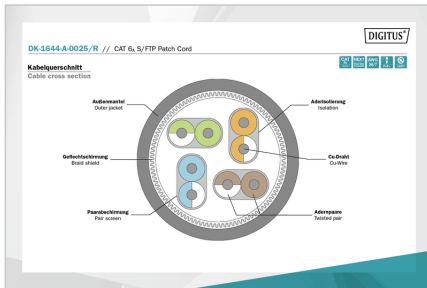 DIGITUS
DK-1644-A-0025/R // CAT 6A S/FTP Patch Cord
Kabelquerschnitt
Cable cross section
Außenmantel
Outer jacket
Aderisolierung
Isolation
Geflechtschirmung
Braid shield
Cu-Draht
Cu-Wire
Paarabschirmung
Pair screen
Adernpaare
Twisted pair